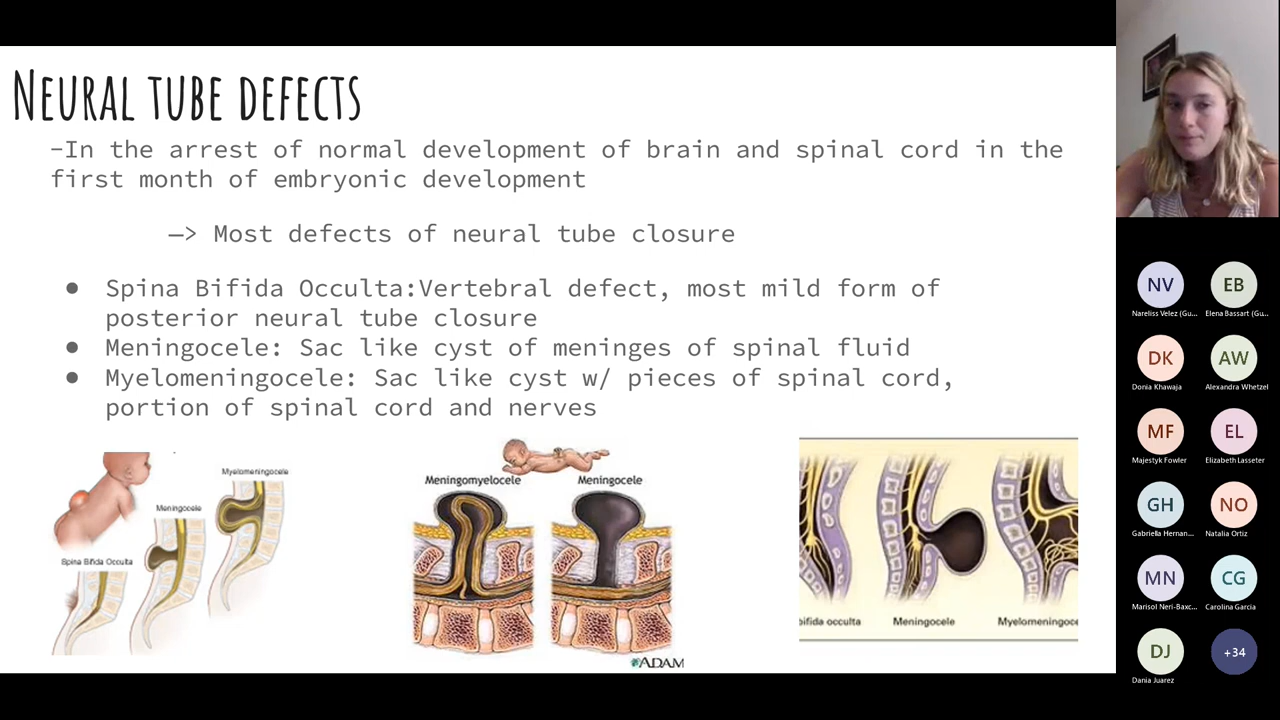 NEURAL TUBE DEFECTS
-In the arrest of normal development of brain and spinal cord in the
first month of embryonic development
—> Most defects of neural tube closure
● Spina Bifida Occulta:Vertebral defect, most mild form of
posterior neural tube closure
● Meningocele: Sac like cyst of meninges of spinal fluid
● Myelomeningocele: Sac like cyst w/ pieces of spinal cord,
portion of spinal cord and nerves
Myelomeningocele
Meningocele
Spina Bifida Occulta
Meningomyelocele
Meningocele
ADAM
bifida occulta
Meningocele
Myelomeningoce
NV
Nareliss Velez (Gu...
EB
Elena Bassart (Gu...
DK
Donia Khawaja
AW
Alexandra Whetzel
MF
Majestyk Fowler
EL
Elizabeth Lasseter
GH
Gabriella Hernan...
NO
Natalia Ortiz
MN
Marisol Neri-Baxc...
CG
Carolina Garcia
DJ
Dania Juarez
+34